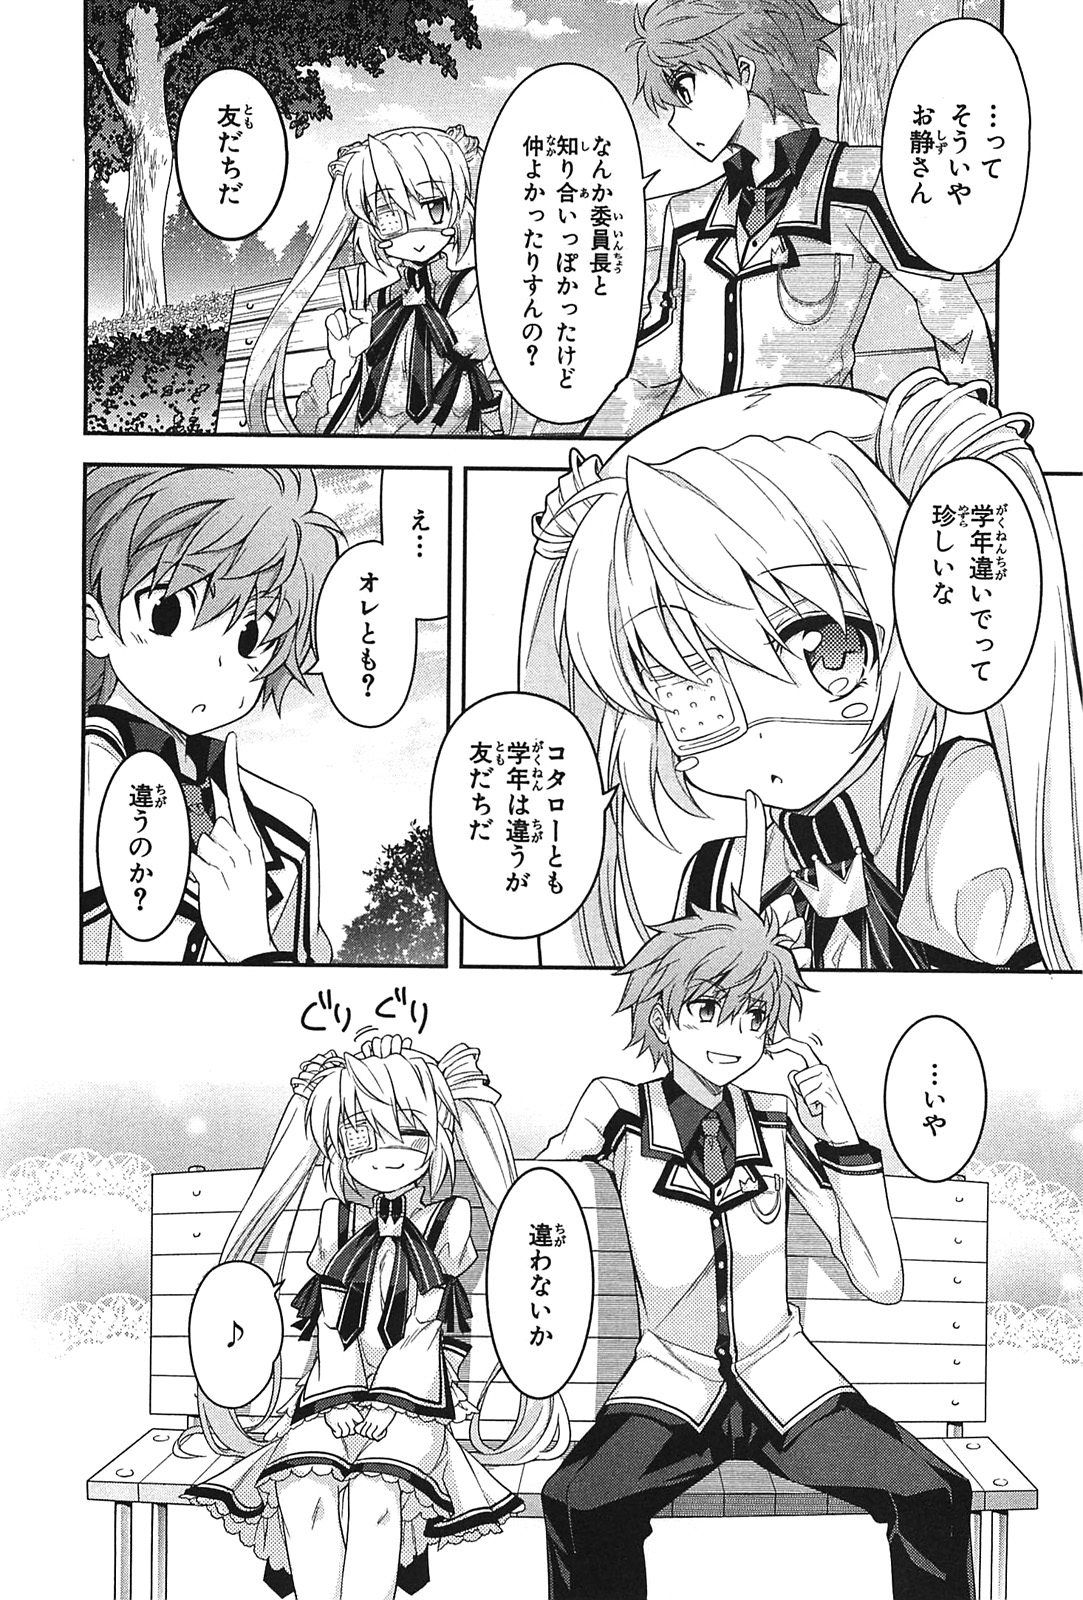 …って
そういや
お静さん
なんか委員長と
知り合いっぽかったけど
仲よかったりすんの？
友だちだ
学年違いでって
珍しいな
コタローとも
学年は違うが
友だちだ
え…
オレとも？
違うのか？
…いや
違わないか
ぐり
ぐり
♪